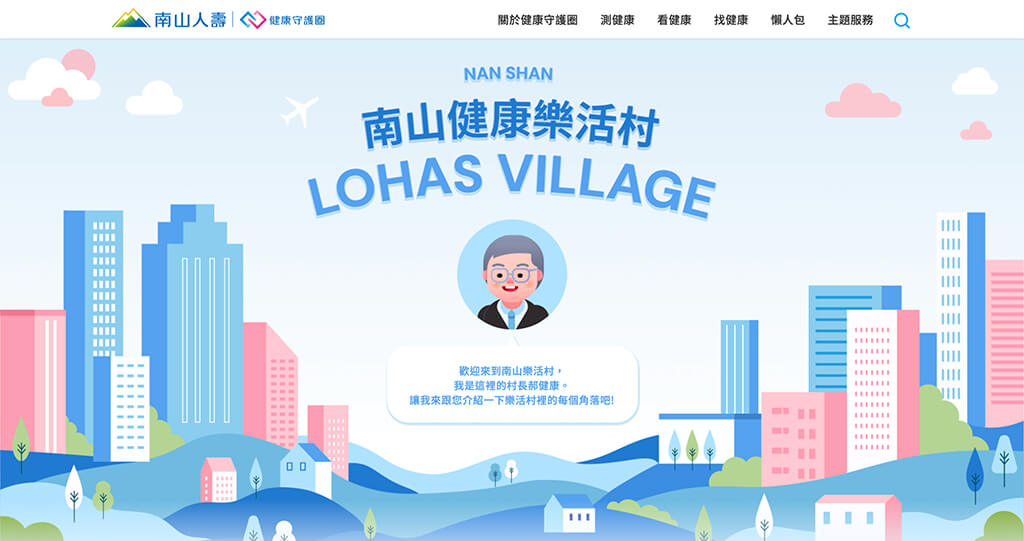 南山人壽 健康守護圈
關於健康守護圈 測健康 看健康 找健康 懶人包 主題服務
NAN SHAN
南山健康樂活村
LOHAS VILLAGE
歡迎來到南山樂活村，
我是這裡的村長郝健康。
讓我來跟您介紹一下樂活村裡的每個角落吧!